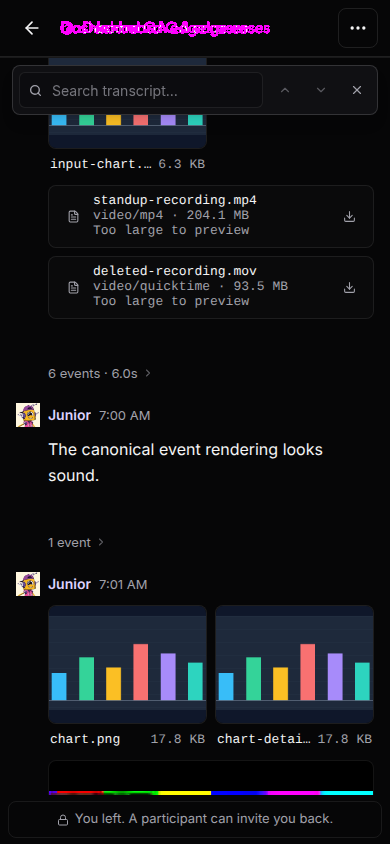 Search transcript...
input-chart.… 6.3 KB
standup-recording.mp4
video/mp4 · 204.1 MB
Too large to preview
deleted-recording.mov
video/quicktime · 93.5 MB
Too large to preview
6 events · 6.0s
Junior 7:00 AM
The canonical event rendering looks
sound.
1 event
Junior 7:01 AM
chart.png 17.8 KB chart-detai… 17.8 KB
You left. A participant can invite you back.